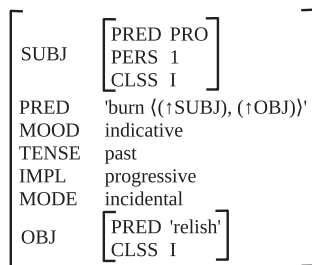 PRED PRO
SUBJ PERS 1
CLSS I
PRED 'burn ⟨(↑SUBJ), (↑OBJ)⟩'
MOOD indicative
TENSE past
IMPL progressive
MODE incidental
OBJ PRED 'relish'
CLSS I